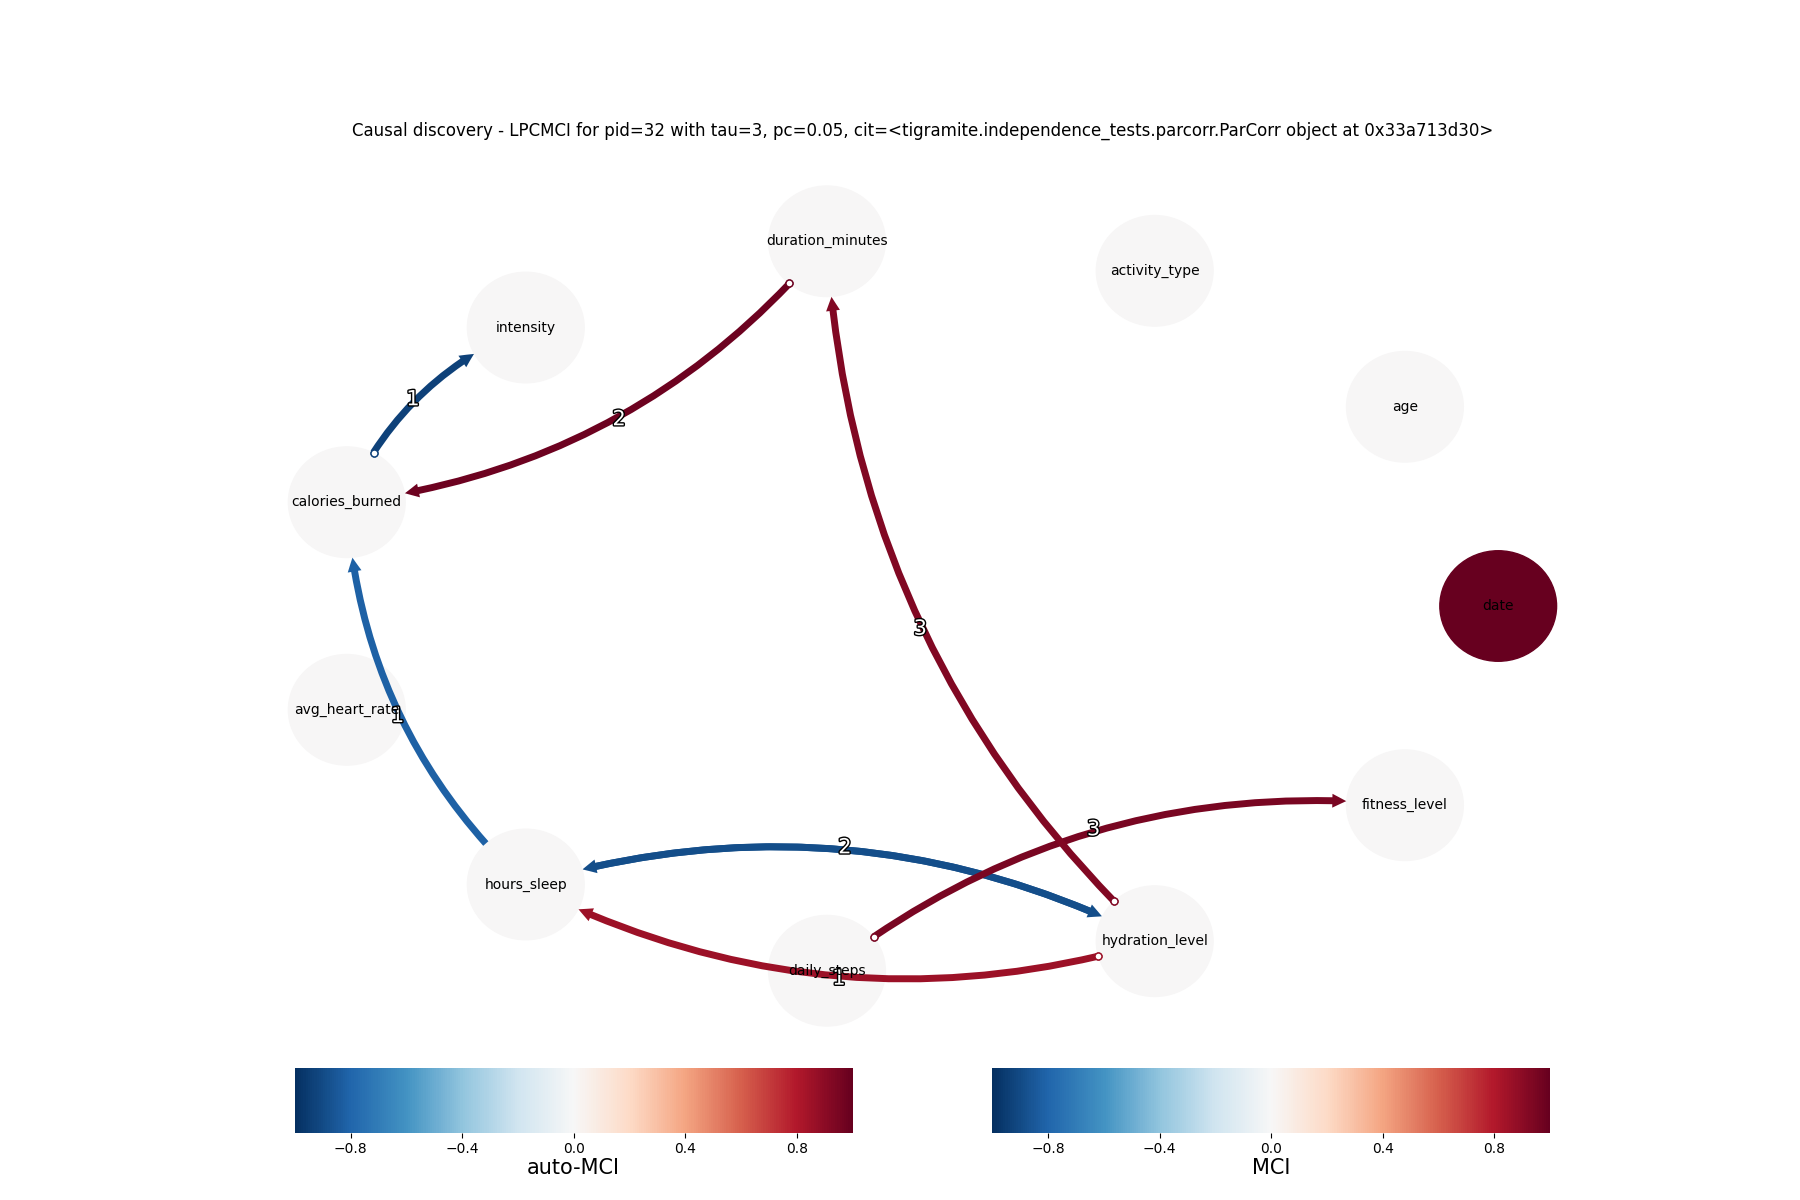 Causal discovery - LPCMCI for pid=32 with tau=3, pc=0.05, cit=<tigramite.independence_tests.parcorr.ParCorr object at 0x33a713d30>
duration_minutes
activity_type
intensity
1
age
2
calories_burned
date
3
avg_heart_rate
1
fitness_level
3
2
hours_sleep
hydration_level
daily_steps
1
−0.8 −0.4 0.0 0.4 0.8
auto-MCI
−0.8 −0.4 0.0 0.4 0.8
MCI